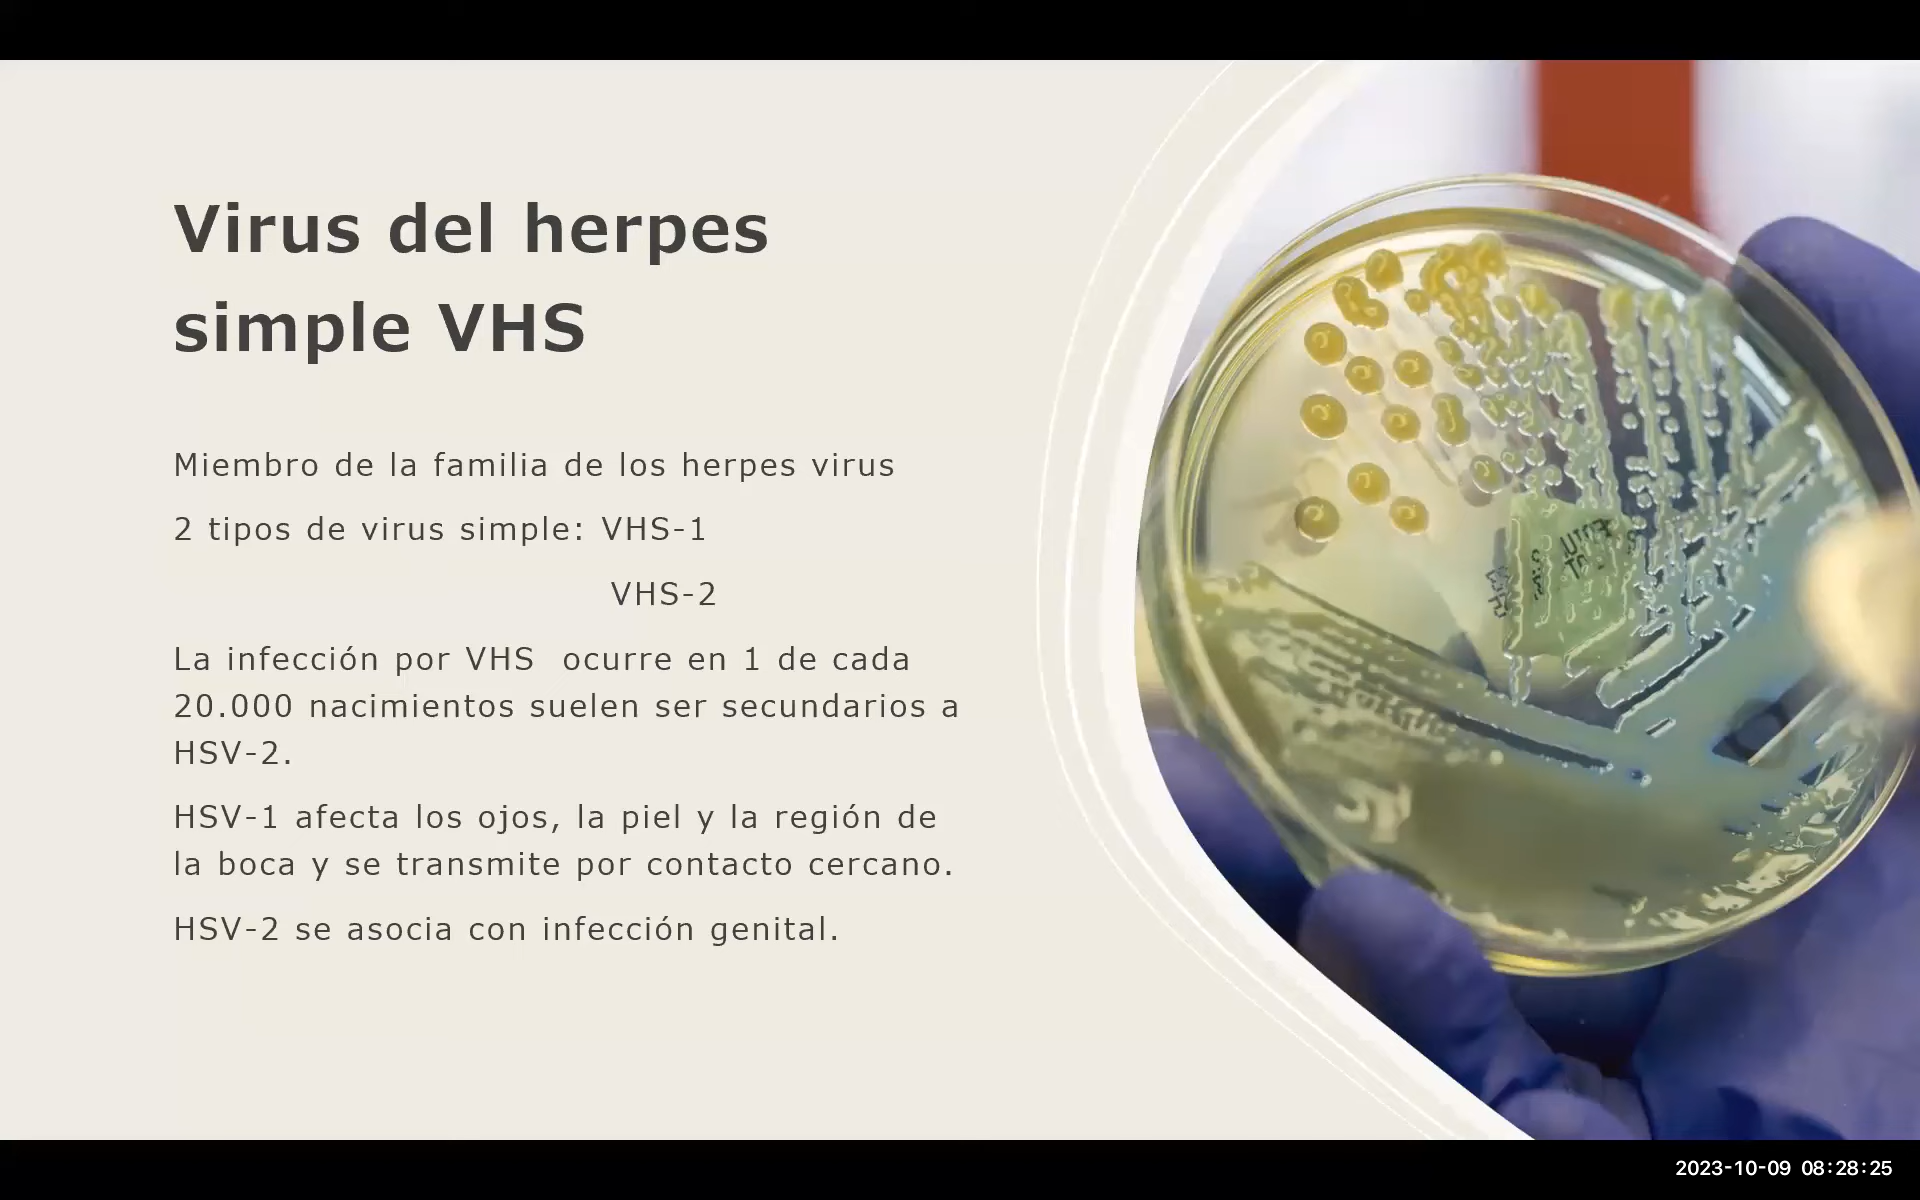 Virus del herpes
simple VHS
Miembro de la familia de los herpes virus
2 tipos de virus simple: VHS-1
VHS-2
La infección por VHS  ocurre en 1 de cada
20.000 nacimientos suelen ser secundarios a
HSV-2.
HSV-1 afecta los ojos, la piel y la región de
la boca y se transmite por contacto cercano.
HSV-2 se asocia con infección genital.
2023-10-09 08:28:25